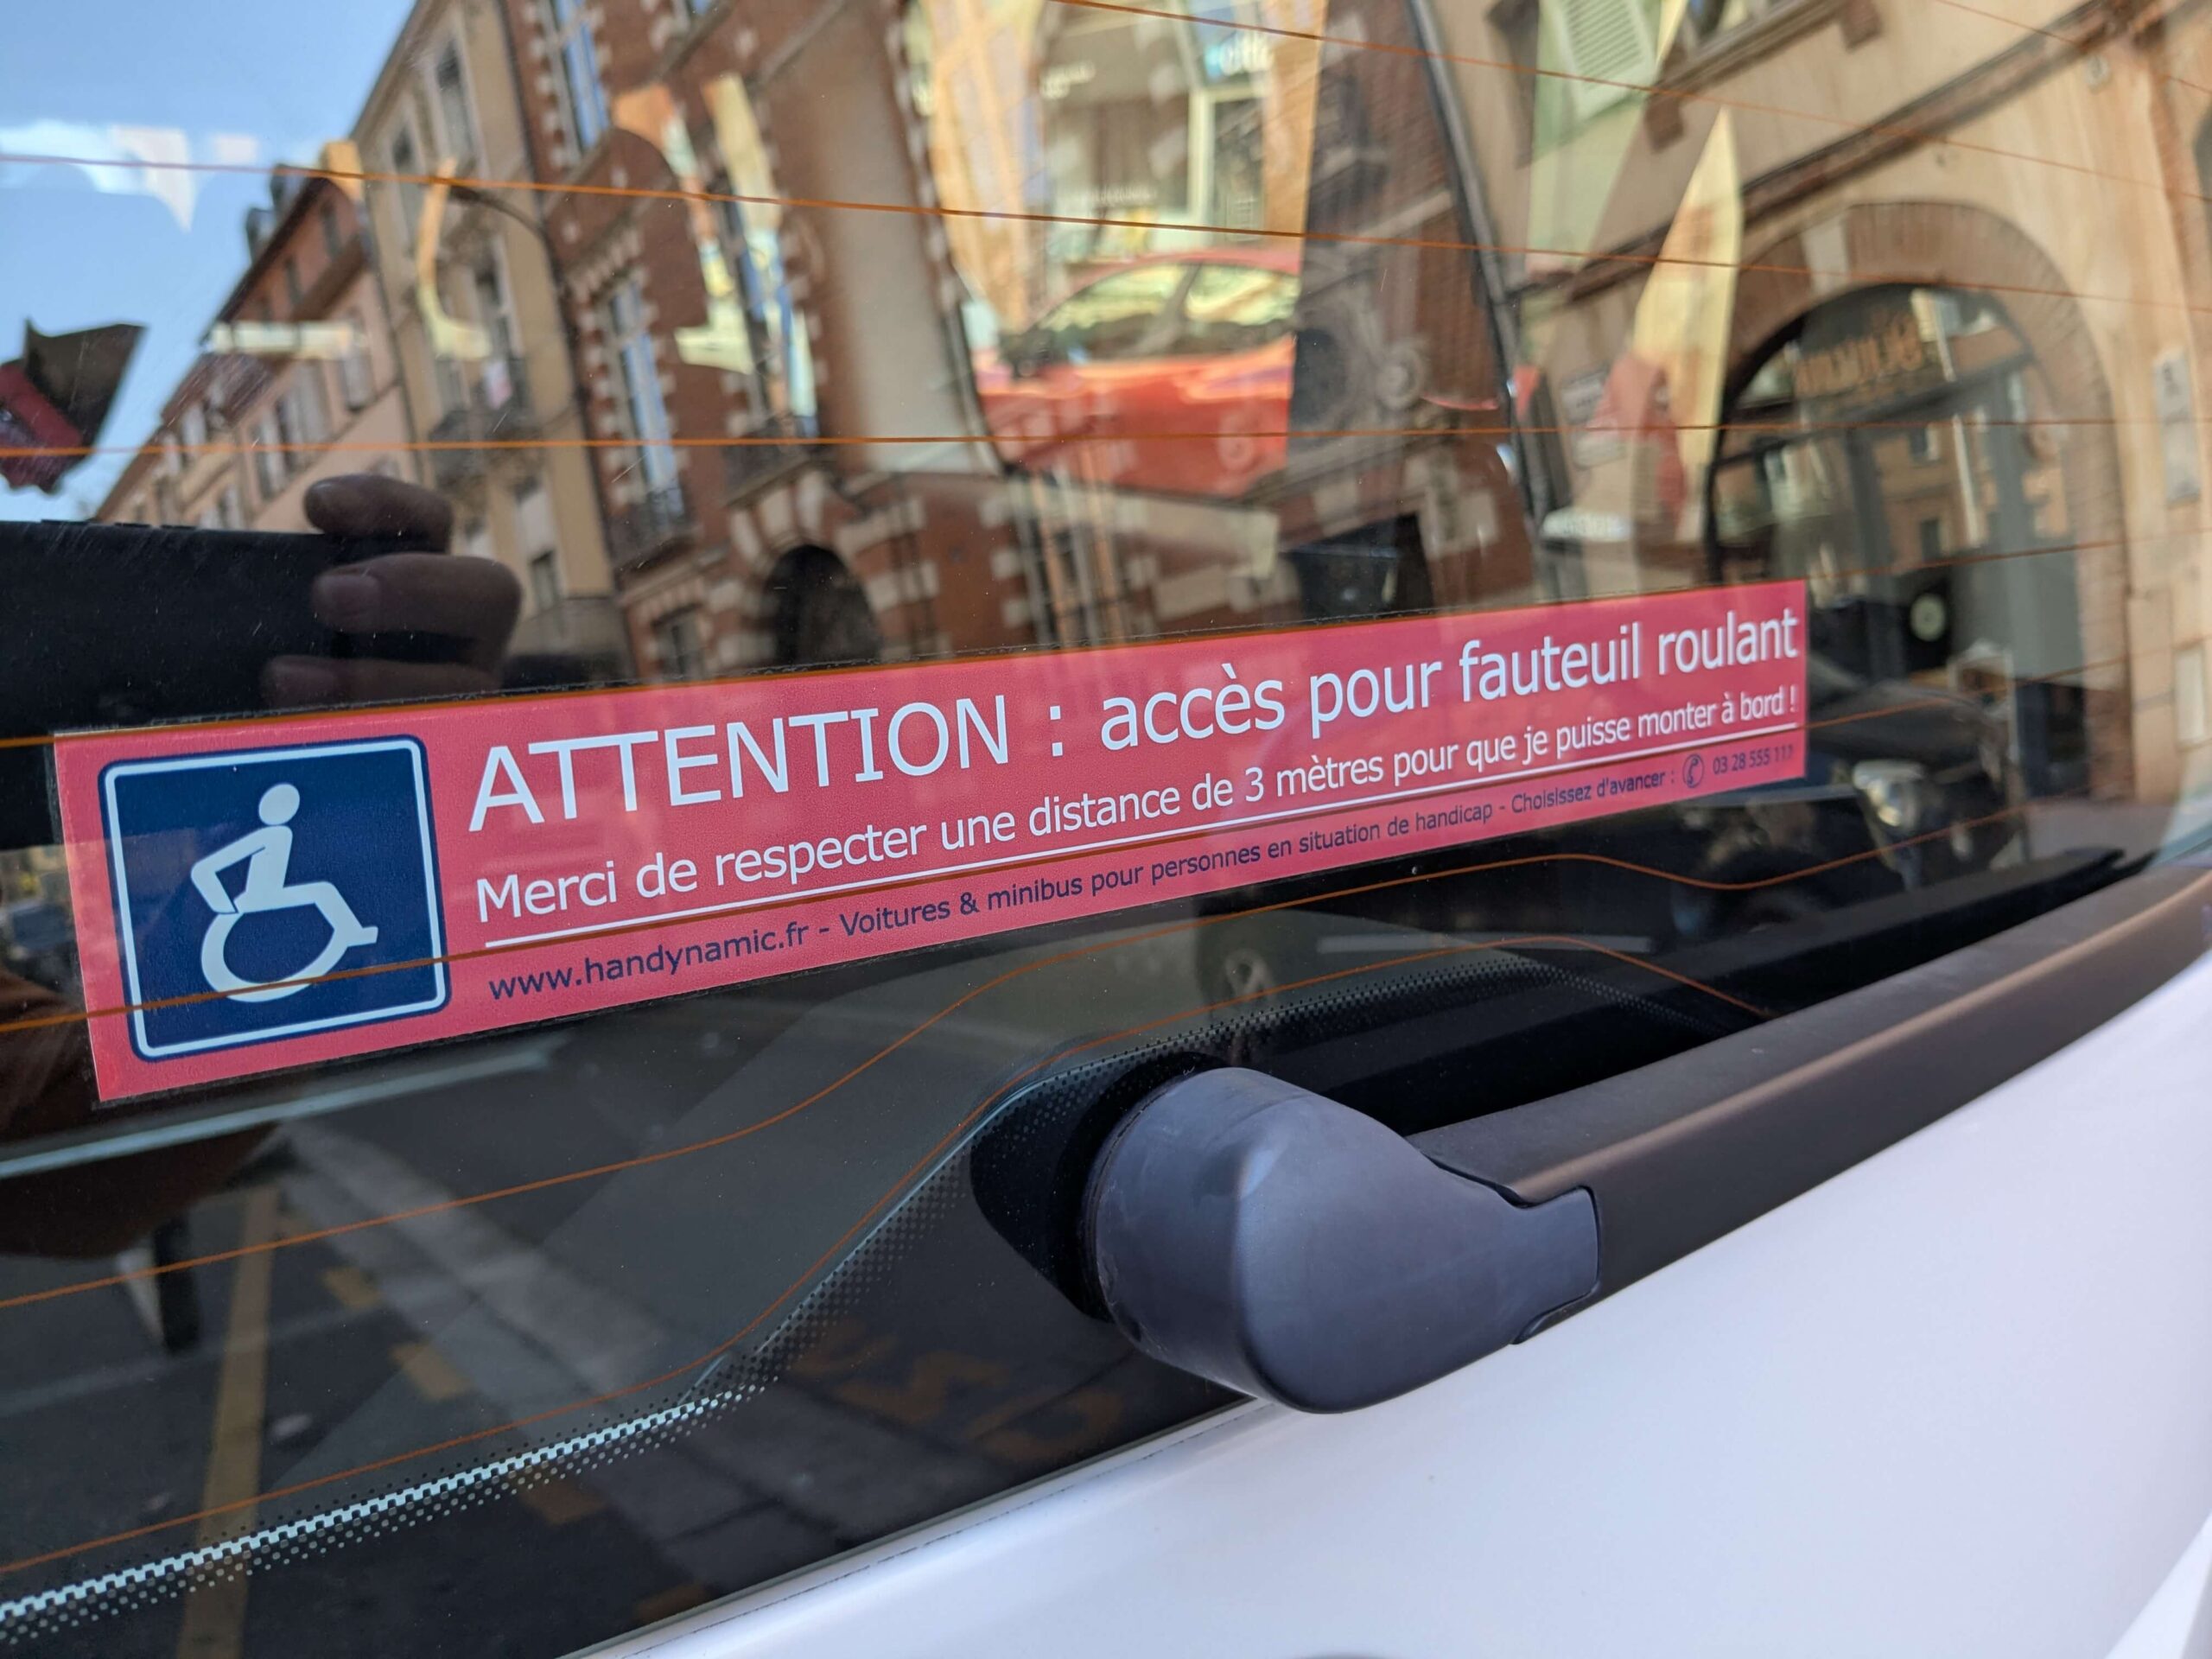 ATTENTION : accès pour fauteuil roulant
Merci de respecter une distance de 3 mètres pour que je puisse monter à bord !
www.handynamic.fr - Voitures & minibus pour personnes en situation de handicap - Choisissez d'avancer : 03 28 555 111